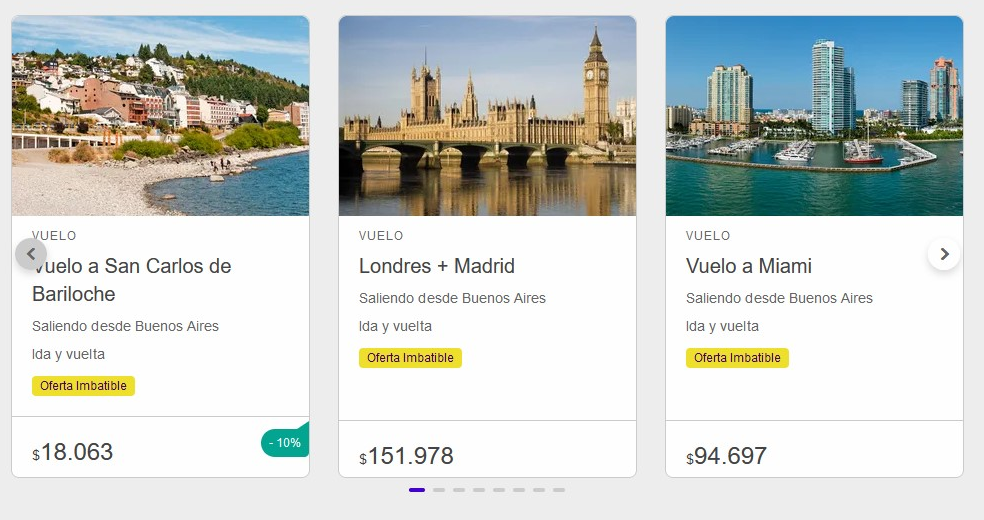 VUELO
Vuelo a San Carlos de
Bariloche
Saliendo desde Buenos Aires
Ida y vuelta
Oferta Imbatible
$18.063
- 10%
VUELO
Londres + Madrid
Saliendo desde Buenos Aires
Ida y vuelta
Oferta Imbatible
$151.978
VUELO
Vuelo a Miami
Saliendo desde Buenos Aires
Ida y vuelta
Oferta Imbatible
$94.697